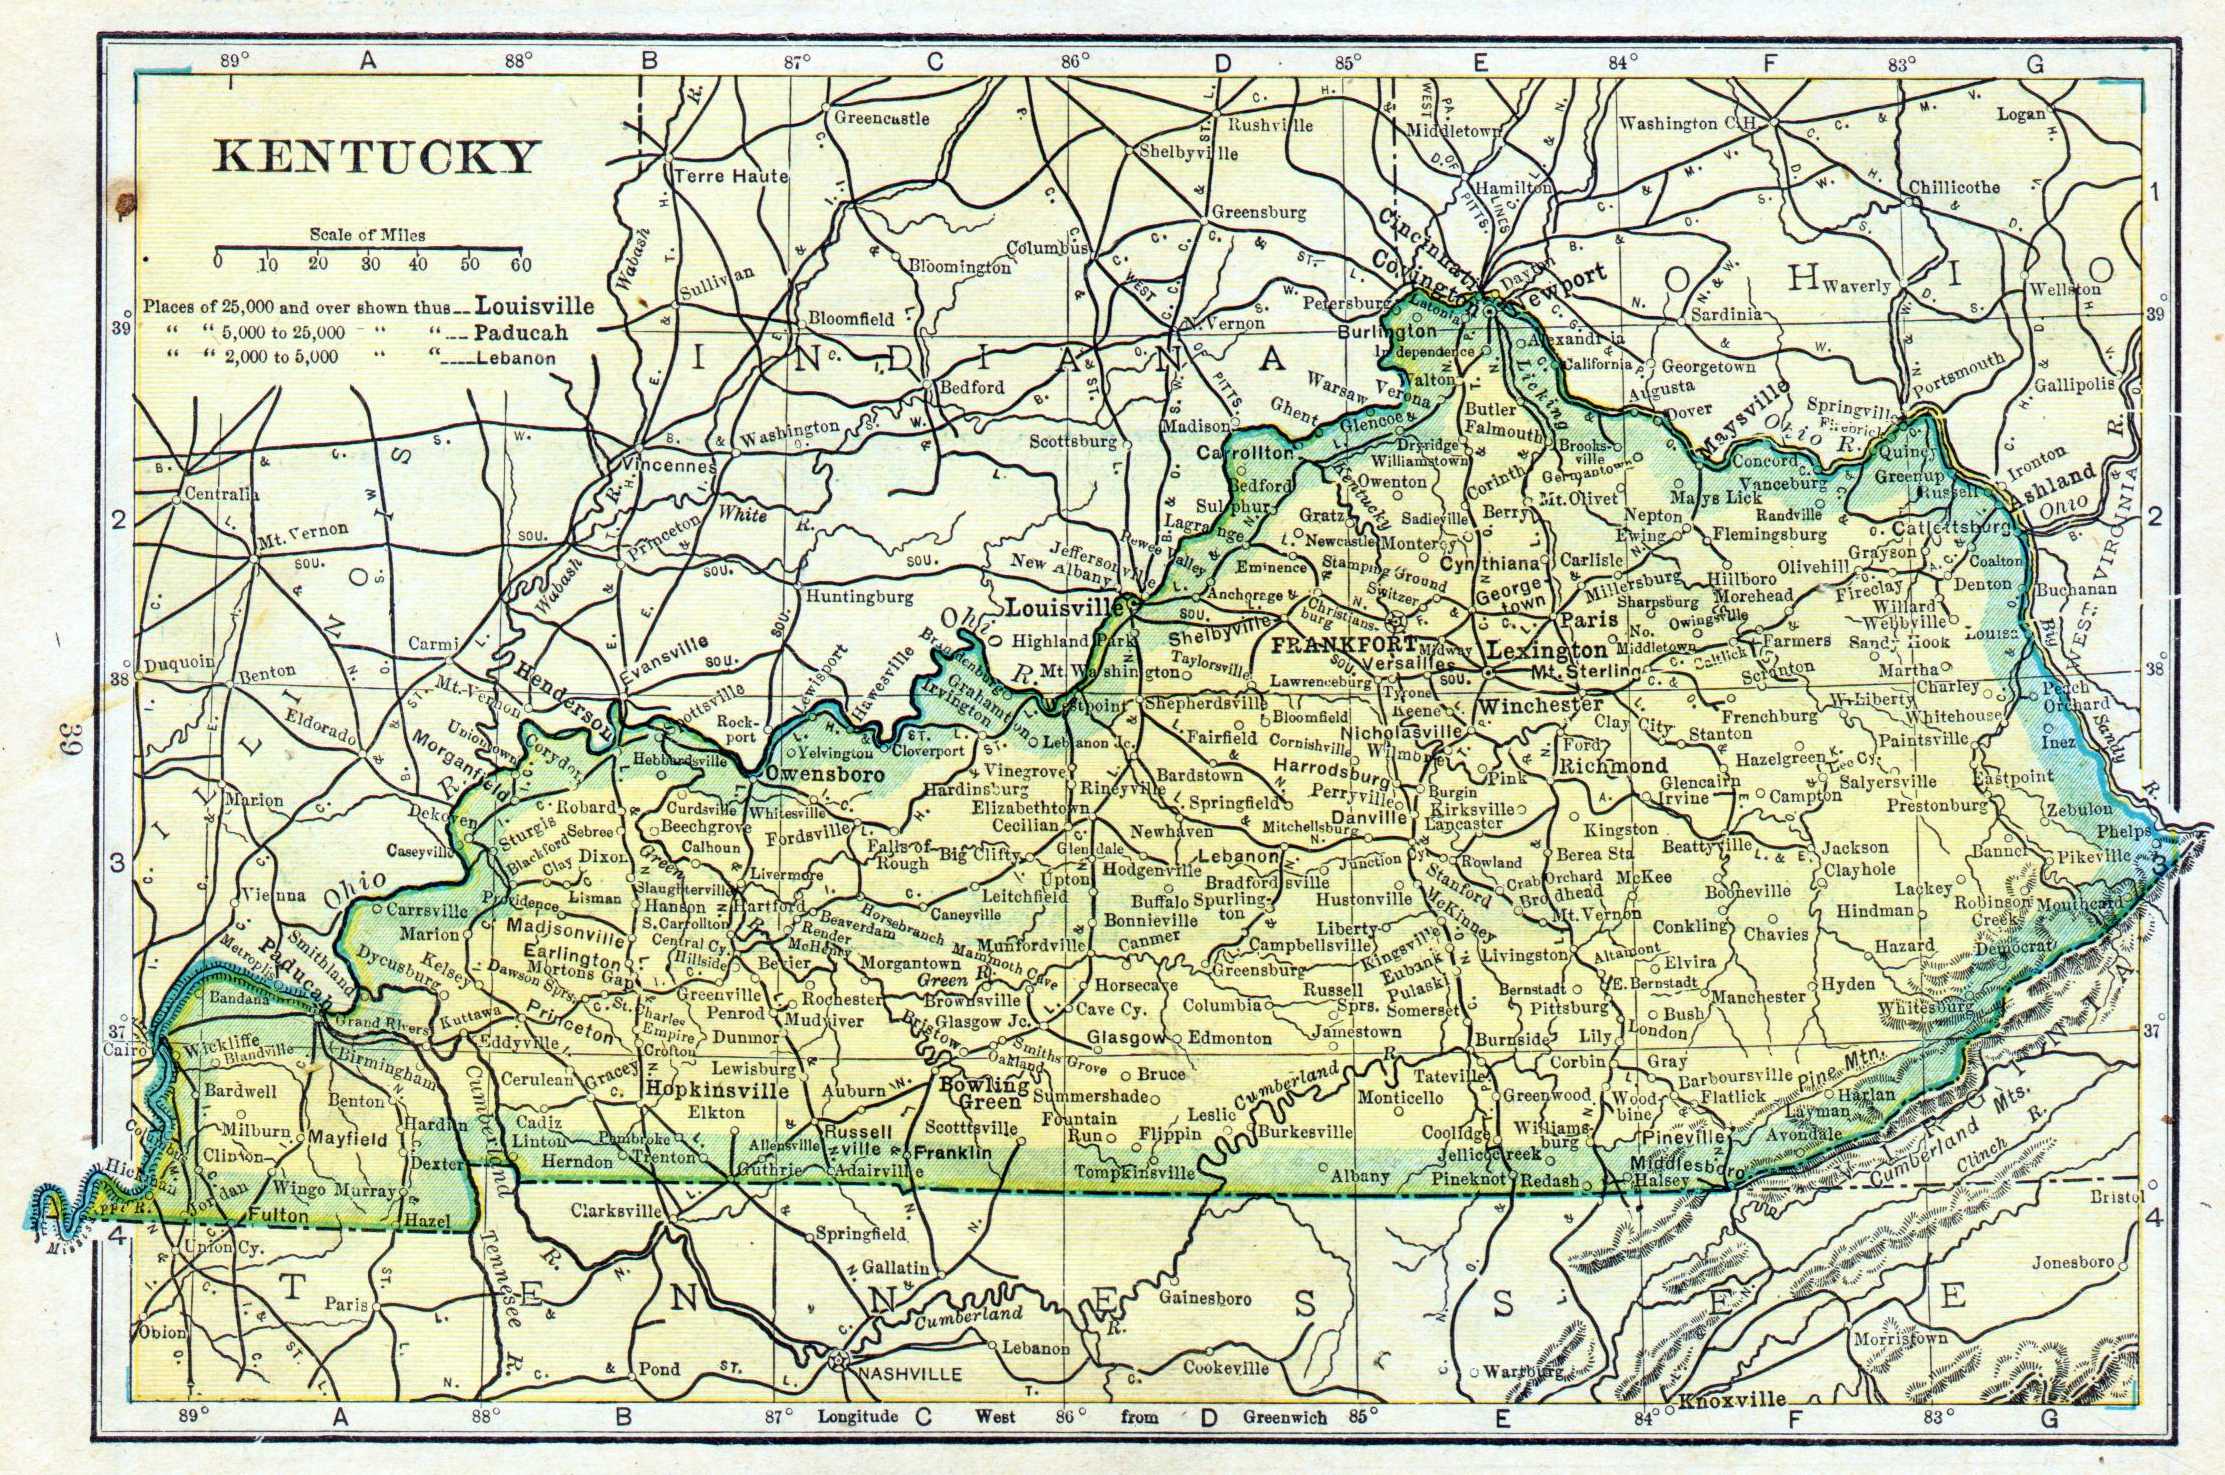 89° A 88° B 87° C 86° D 85° E 84° F 83° G
KENTUCKY
Scale of Miles
0 10 20 30 40 50 60
Places of 25,000 and over shown thus Louisville
“ “ 5,000 to 25,000 “ “ Paducah
“ “ 2,000 to 5,000 “ “ Lebanon
Greencastle
Rushville
Middletown
Washington C.H.
Logan
Shelbyville
Terre Haute
Hamilton
Chillicothe
1
Greensburg
Cincinnati
Columbus
Covington
Wabash
Bloomington
Dayton
Newport
OHIO
Waverly
Sullivan
Petersburg
Latonia
Wellston
39°
Bloomfield
N. Vernon
Burlington
Sardinia
39°
INDIANA
Independence
Alexandria
California
Georgetown
Bedford
Warsaw
Verona
Walton
Licking
Augusta
Portsmouth
Gallipolis
Ghent
Butler
Dover
Maysville
Springville
Washington
Madison
Glencoe
Falmouth
Ohio R.
Scottsburg
Carrollton
Dryridge
Williamstown
Brooksville
Concord
Quincy
Ironton
Vincennes
Kentucky
Corinth
Germantown
Vanceburg
Greenup
Ashland
Centralia
Bedford
Owenton
Mt. Olivet
Mays Lick
Russell
Ohio
2
White R.
Sulphur
Gratz
Sadieville
Berry
Nepton
Randville
Catlettsburg
2
Mt. Vernon
Princeton
Lagrange
Newcastle
Monterey
Ewing
Flemingsburg
Grayson
WEST VIRGINIA
Jeffersonville
Pewee Valley
Eminence
Stamping Ground
Cynthiana
Carlisle
Olivehill
Coalton
New Albany
Hillboro
Denton
Buchanan
Wabash
Huntingburg
Anchorage
Switzer
Georgetown
Millersburg
Morehead
Fireclay
Louisville
Christiansburg
Sharpsburg
Willard
Ohio
Highland Park
Shelbyville
FRANKFORT
Paris
Owingsville
Webbville
Carmi
Evansville
Brandenburg
Midway
Lexington
No. Middletown
Farmers
Sandy Hook
Louisa
Duquoin
Henderson
Lewisport
Hawesville
R.
Mt. Washington
Taylorsville
Versailles
Mt. Sterling
Scranton
Martha
38°
Benton
Mt. Vernon
Spottsville
Irvington
Grahamton
Westpoint
Lawrenceburg
Tyrone
Charley
Peach Orchard
38°
Eldorado
Uniontown
Rockport
Shepherdsville
Bloomfield
Keene
Winchester
Frenchburg
W. Liberty
Whitehouse
Big Sandy R.
Morganfield
Corydon
Yelvington
Cloverport
Lebanon Jc.
Fairfield
Cornishville
Nicholasville
Clay City
Stanton
Paintsville
Inez
Hebbardsville
Owensboro
Vinegrove
Bardstown
Harrodsburg
Wilmore
Ford
Richmond
Hazelgreen
Salyersville
Eastpoint
Marion
Dekoven
Robard
Curdsville
Whitesville
Hardinsburg
Rineyville
Springfield
Perryville
Burgin
Pink
Glencairn
Irvine
Campton
Prestonburg
Zebulon
Sturgis
Sebree
Beechgrove
Fordsville
Elizabethtown
Cecilian
Newhaven
Mitchellsburg
Danville
Kirksville
Lancaster
Kingston
Phelps
3
Caseyville
Blackford
Clay
Dixon
Calhoun
Falls of Rough
Big Clifty
Glendale
Lebanon
Junction Cy.
Rowland
Berea Sta
Beattyville
Jackson
Banner
Pikeville
3
ILLINOIS
Vienna
Ohio
Green
Livermore
Upton
Hodgenville
Bradfordsville
Stanford
Crab Orchard
McKee
Clayhole
Slaughterville
Lisman
Leitchfield
Buffalo
Spurlington
Hustonville
Brodhead
Booneville
Lackey
Carrsville
Providence
Hanson
Hartford
Beaverdam
Horsebranch
Caneyville
Bonnieville
McKinney
Mt. Vernon
Hindman
Robinson Creek
Mouthcard
Marion
Madisonville
S. Carrollton
Render
McHenry
Munfordville
Canmer
Campbellsville
Liberty
Kingsville
Conkling
Chavies
Metropolis
Smithland
Paducah
Dycusburg
Kelsey
Earlington
Central Cy.
Hillside
Mammoth Cave
Greensburg
Eubank
Livingston
Altamont
Hazard
Democrat
Dawson Sprs.
Mortons Gap
Bevier
Morgantown
Green R.
Horsecave
Pulaski
Elvira
Bandana
St. Charles
Greenville
Rochester
Brownsville
Cave Cy.
Columbia
Russell Sprs.
Somerset
Bernstadt
E. Bernstadt
Manchester
Hyden
Whitesburg
Grand Rivers
Kuttawa
Princeton
Empire
Penrod
Mudriver
Bristow
Glasgow Jc.
Glasgow
Edmonton
Jamestown
Pittsburg
Bush
VIRGINIA
37°
Cairo
Wickliffe
Blandville
Birmingham
Eddyville
Crofton
Dunmor
Oakland
Smiths Grove
Burnside
Lily
London
37°
Bardwell
Cerulean
Gracey
Hopkinsville
Lewisburg
Auburn
Bowling Green
Bruce
Cumberland R.
Tateville
Corbin
Gray
Barboursville
Pine Mtn.
Benton
Cumberland
Elkton
Summershade
Monticello
Greenwood
Woodbine
Flatlick
Harlan
Layman
Milburn
Mayfield
Hardin
Cadiz
Linton
Pembroke
Allensville
Russellville
Scottsville
Fountain Run
Flippin
Leslie
Burkesville
Coolidge
Williamsburg
Pineville
Avondale
Cumberland Mts.
Clinton
Dexter
Herndon
Trenton
Guthrie
Adairville
Franklin
Tompkinsville
Albany
Jellico Creek
Middlesboro
Clinch R.
Hickman
Jordan
Wingo
Murray
Pineknot
Redash
Halsey
Bristol
Fulton
Hazel
Clarksville
4
Union Cy.
Tennesee R.
Springfield
4
Gallatin
Jonesboro
TENNESSEE
Paris
Cumberland R.
Gainesboro
Obion
Lebanon
Morristown
Pond
NASHVILLE
Cookeville
Wartburg
Knoxville
89° A 88° B 87° Longitude C West 86° from D Greenwich 85° E 84° F 83° G
39